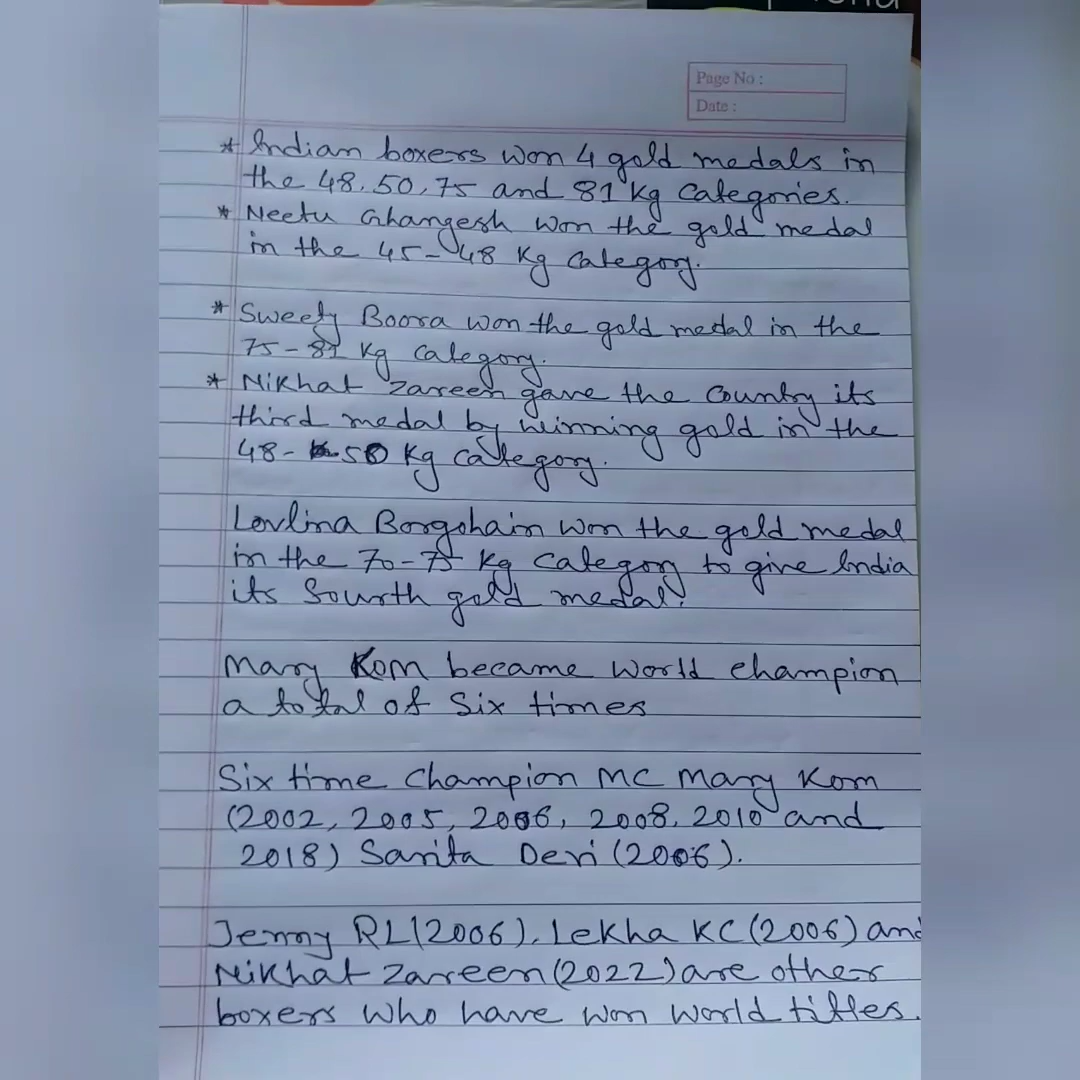 Page No :
Date :
* Indian boxers won 4 gold medals in
the 48, 50, 75 and 81 kg categories.
* Neetu Ghangesh won the gold medal
in the 45-48 kg category.
* Sweety Boora won the gold medal in the
75-81 kg category.
* Nikhat Zareen gave the country its
third medal by winning gold in the
48-50 kg category.
Lovlina Borgohain won the gold medal
in the 70-75 kg category to give India
its fourth gold medal.
Mary Kom became world champion
a total of six times
Six time champion MC Mary Kom
(2002, 2005, 2006, 2008, 2010 and
2018) Sarita Devi (2006).
Jenny RL(2006), Lekha KC (2006) and
Nikhat Zareen (2022) are other
boxers who have won world titles.